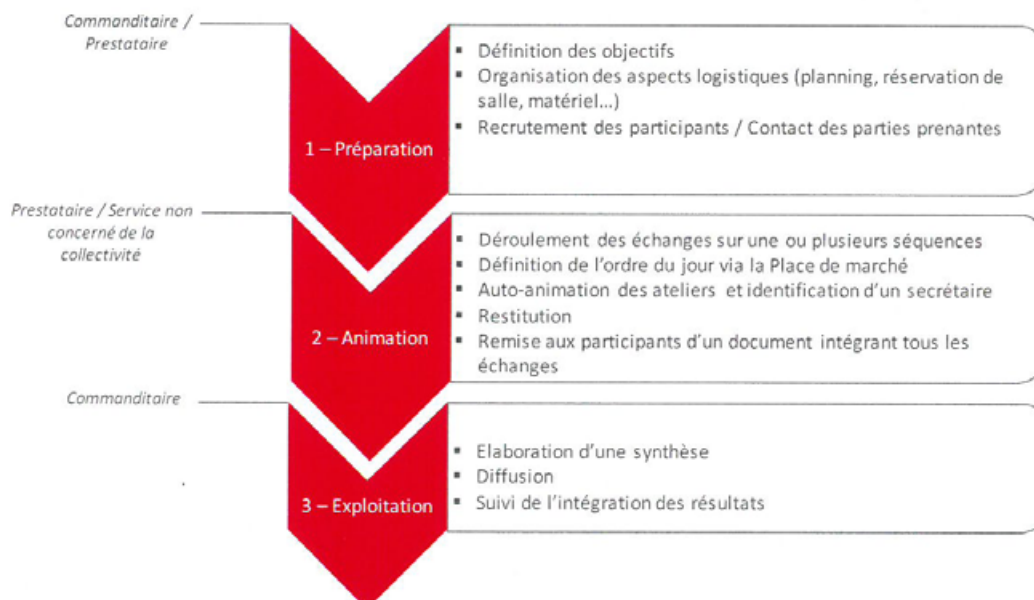 Commanditaire /
Prestataire
1 – Préparation
▪ Définition des objectifs
▪ Organisation des aspects logistiques (planning, réservation de
salle, matériel...)
▪ Recrutement des participants / Contact des parties prenantes
Prestataire / Service non
concerné de la
collectivité
2 – Animation
▪ Déroulement des échanges sur une ou plusieurs séquences
▪ Définition de l'ordre du jour via la Place de marché
▪ Auto-animation des ateliers et identification d'un secrétaire
▪ Restitution
▪ Remise aux participants d'un document intégrant tous les
échanges
Commanditaire
3 – Exploitation
▪ Elaboration d'une synthèse
▪ Diffusion
▪ Suivi de l'intégration des résultats